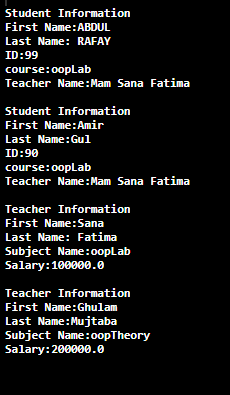 Student Information
First Name:ABDUL
Last Name: RAFAY
ID:99
course:oopLab
Teacher Name:Mam Sana Fatima
Student Information
First Name:Amir
Last Name:Gul
ID:90
course:oopLab
Teacher Name:Mam Sana Fatima
Teacher Information
First Name:Sana
Last Name: Fatima
Subject Name:oopLab
Salary:100000.0
Teacher Information
First Name:Ghulam
Last Name:Mujtaba
Subject Name:oopTheory
Salary:200000.0